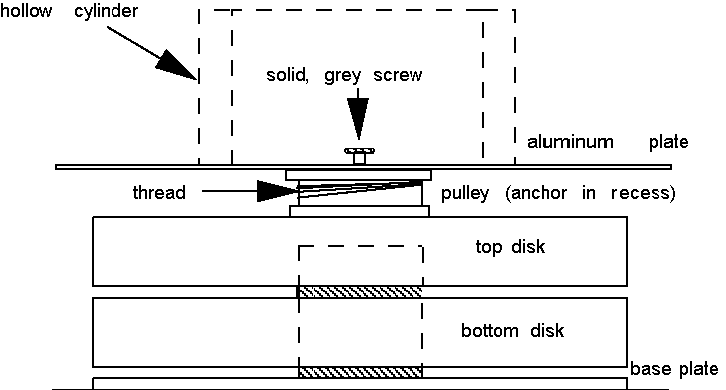 hollow cylinder
solid, grey screw
aluminum plate
thread
pulley (anchor in recess)
top disk
bottom disk
base plate